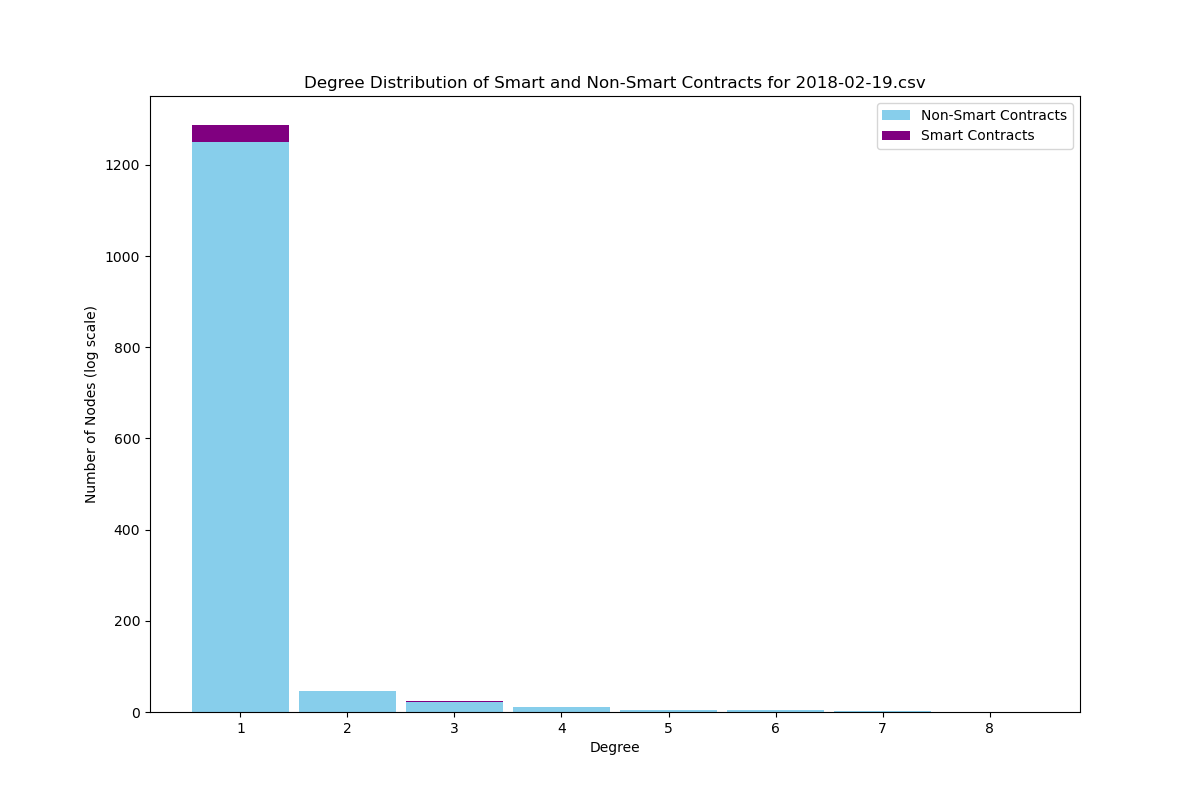 Degree Distribution of Smart and Non-Smart Contracts for 2018-02-19.csv
Non-Smart Contracts
Smart Contracts
Number of Nodes (log scale)
1200
1000
800
600
400
200
0
1 2 3 4 5 6 7 8
Degree